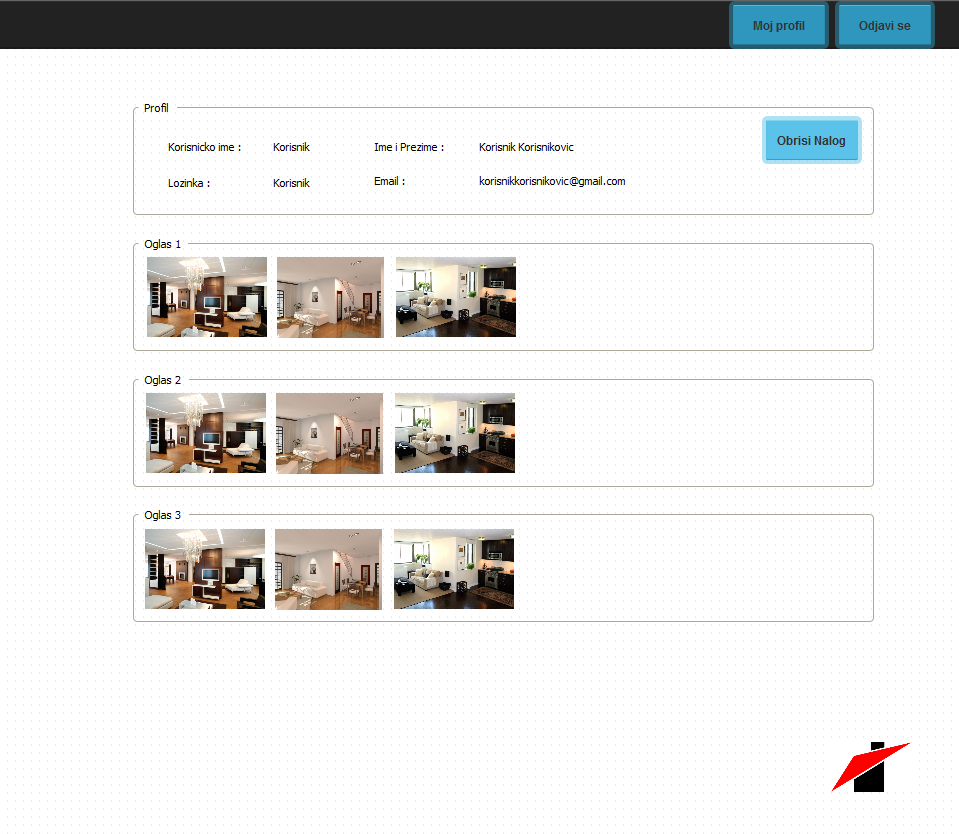 Moj profil Odjavi se
Profil
Obrisi Nalog
Korisnicko ime : Korisnik Ime i Prezime : Korisnik Korisnikovic
Lozinka : Korisnik Email : korisnikkorisnikovic@gmail.com
Oglas 1
Oglas 2
Oglas 3